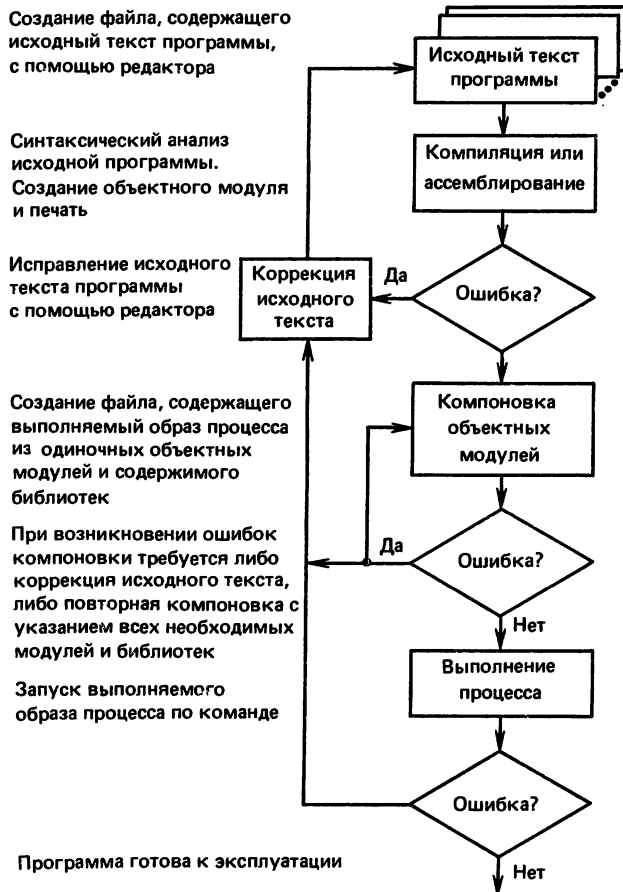 Создание файла, содержащего
исходный текст программы,
с помощью редактора
Исходный текст
программы
Синтаксический анализ
исходной программы.
Создание объектного модуля
и печать
Компиляция или
ассемблирование
Исправление исходного
текста программы
с помощью редактора
Коррекция
исходного
текста
Да
Ошибка?
Создание файла, содержащего
выполняемый образ процесса
из одиночных объектных
модулей и содержимого
библиотек
Компоновка
объектных
модулей
При возникновении ошибок
компоновки требуется либо
коррекция исходного текста,
либо повторная компоновка с
указанием всех необходимых
модулей и библиотек
Да
Ошибка?
Нет
Запуск выполняемого
образа процесса по команде
Выполнение
процесса
Ошибка?
Программа готова к эксплуатации
Нет